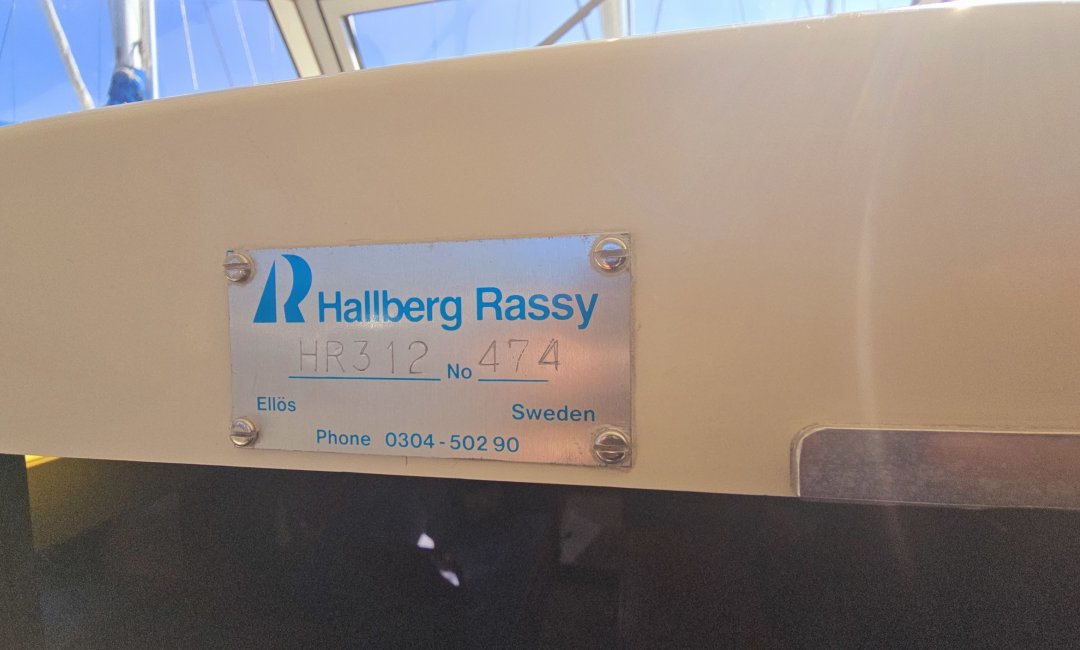 Hallberg Rassy
HR312 No 474
Ellös Sweden
Phone 0304-502 90